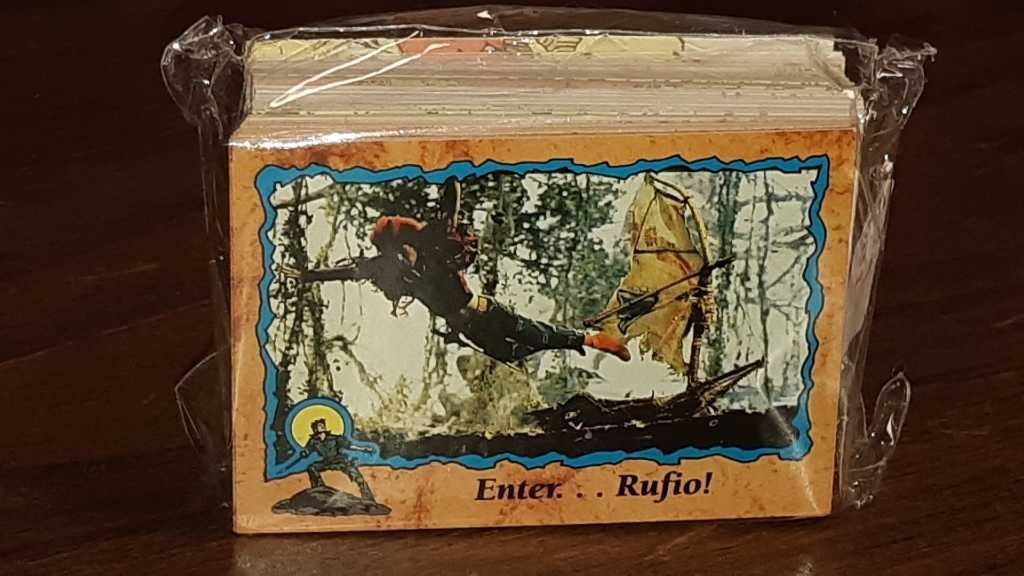 Enter. . . Rufio!